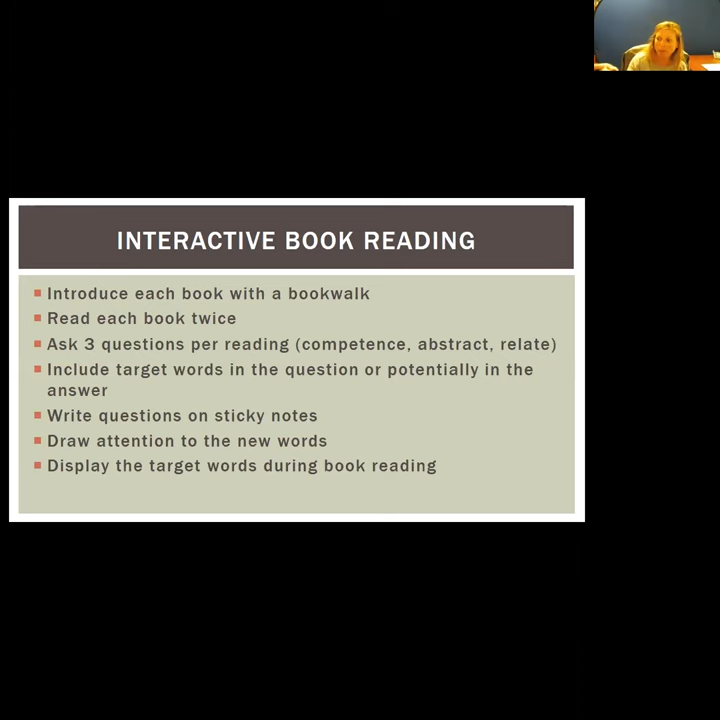 INTERACTIVE BOOK READING
Introduce each book with a bookwalk
Read each book twice
Ask 3 questions per reading (competence, abstract, relate)
Include target words in the question or potentially in the
answer
Write questions on sticky notes
Draw attention to the new words
Display the target words during book reading